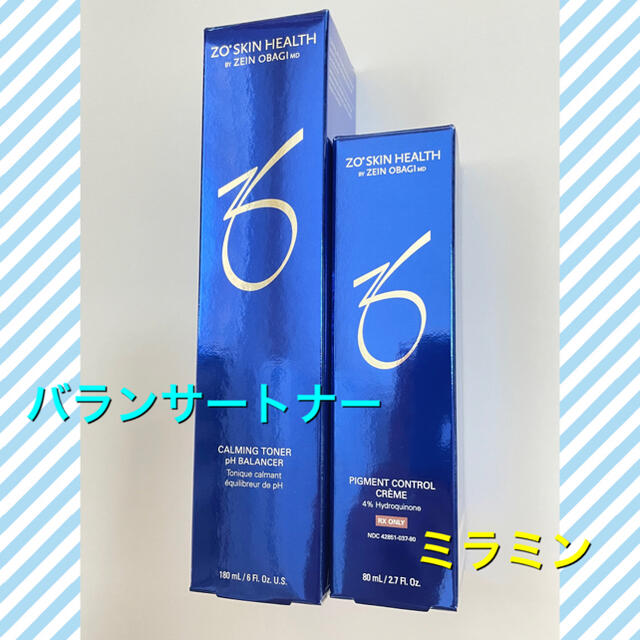 ZO® SKIN HEALTH
BY ZEIN OBAGI MD
CALMING TONER
pH BALANCER
Tonique calmant
équilibreur de pH
180 mL / 6 Fl. Oz. U.S.
ZO® SKIN HEALTH
BY ZEIN OBAGI MD
PIGMENT CONTROL
CRÈME
4% Hydroquinone
RX ONLY
NDC 42851-037-80
80 mL / 2.7 Fl. Oz.
バランサートナー
ミラミン